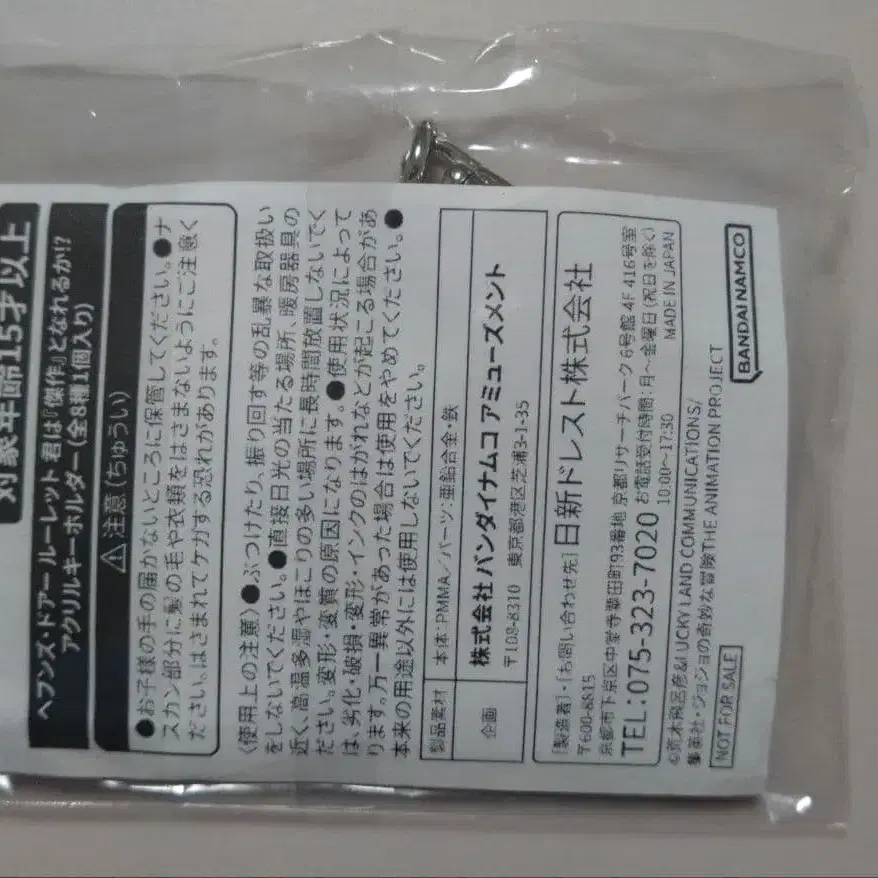 対象年齢15才以上
ヘブンズ・ドアー ルーレット 君は『傑作』となれるか!?
アクリルキーホルダー(全8種1個入り)
⚠注意(ちゅうい)
●お子様の手の届かないところに保管してください。●ナ
スカン部分に髪の毛や衣類をはさまないようにご注意く
ださい。はさまれてケガする恐れがあります。
〈使用上の注意〉●ぶつけたり、振り回す等の乱暴な取扱い
をしないでください。●直接日光の当たる場所、暖房器具の
近く、高温多湿やほこりの多い場所に長時間放置しないでく
ださい。変形・変質の原因になります。●使用状況によって
は、劣化・破損・変形・インクのはがれなどが起こる場合があ
ります。万一異常があった場合は使用をやめてください。●
本来の用途以外には使用しないでください。
製品素材 本体:PMMA/パーツ:亜鉛合金・鉄
企画 株式会社バンダイナムコアミューズメント
〒108-8310 東京都港区芝浦3-1-35
[製造者]・[お問い合わせ先] 日新ドレスト株式会社
〒600-8815
京都市下京区中堂寺粟田町93番地 京都リサーチパーク6号館 4F 416号室
TEL:075-323-7020 お電話受付時間:月～金曜日(祝日を除く)
10:00～17:30 MADE IN JAPAN
©荒木飛呂彦&LUCKY LAND COMMUNICATIONS/
集英社・ジョジョの奇妙な冒険THE ANIMATION PROJECT
NOT FOR SALE
BANDAI NAMCO